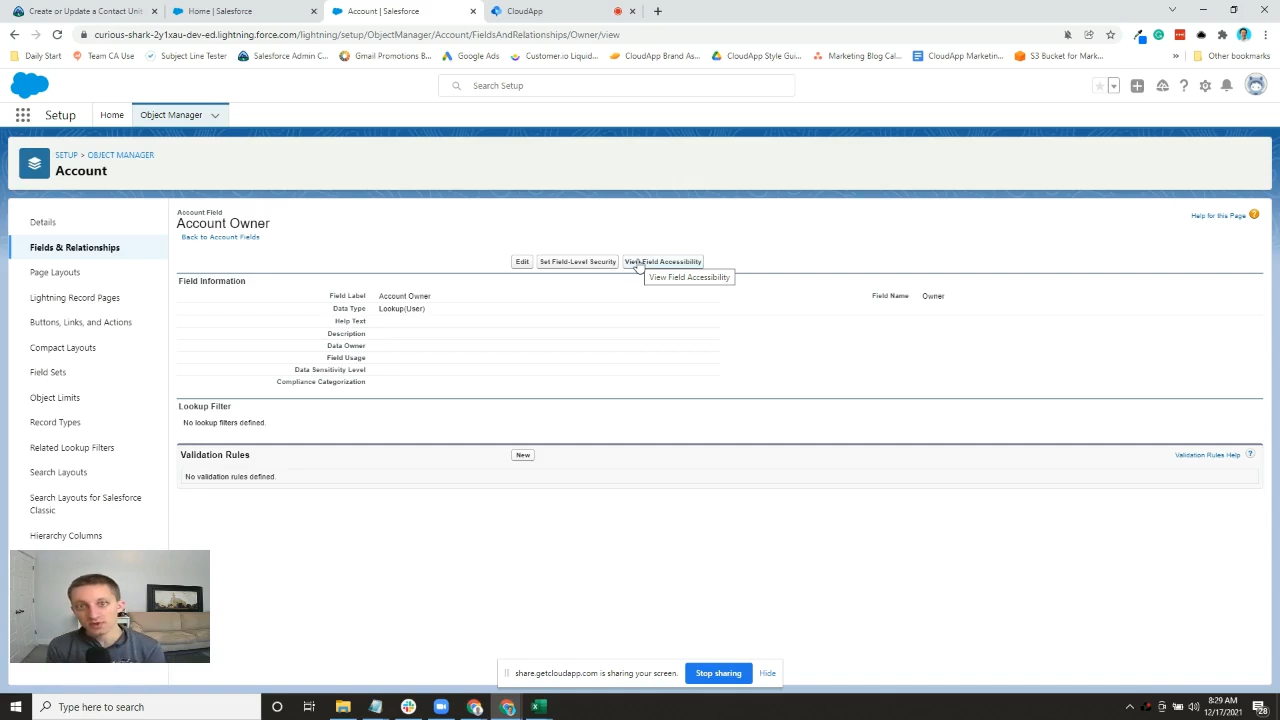 Create or Update a Contact Unit
Home | Salesforce
Account | Salesforce
CloudApp
curious-shark-2y1xau-dev-ed.lightning.force.com/lightning/setup/ObjectManager/Account/FieldsAndRelationships/Owner/view
Daily Start
Team CA Use
Subject Line Tester
Salesforce Admin C...
Gmail Promotions B...
Google Ads
Customer.io Liquid...
CloudApp Brand As...
CloudApp Style Gui...
Marketing Blog Cal...
CloudApp Marketin...
S3 Bucket for Mark...
»
Other bookmarks
Search Setup
Setup
Home
Object Manager
SETUP > OBJECT MANAGER
Account
Details
Fields & Relationships
Page Layouts
Lightning Record Pages
Buttons, Links, and Actions
Compact Layouts
Field Sets
Object Limits
Record Types
Related Lookup Filters
Search Layouts
Search Layouts for Salesforce
Classic
Hierarchy Columns
Account Field
Account Owner
Back to Account Fields
Help for this Page
Edit
Set Field-Level Security
View Field Accessibility
View Field Accessibility
Field Information
Field Label Account Owner
Field Name Owner
Data Type Lookup(User)
Help Text
Description
Data Owner
Field Usage
Data Sensitivity Level
Compliance Categorization
Lookup Filter
No lookup filters defined.
Validation Rules
New
Validation Rules Help
No validation rules defined.
share.getcloudapp.com is sharing your screen.
Stop sharing
Hide
Type here to search
8:29 AM
12/17/2021
28